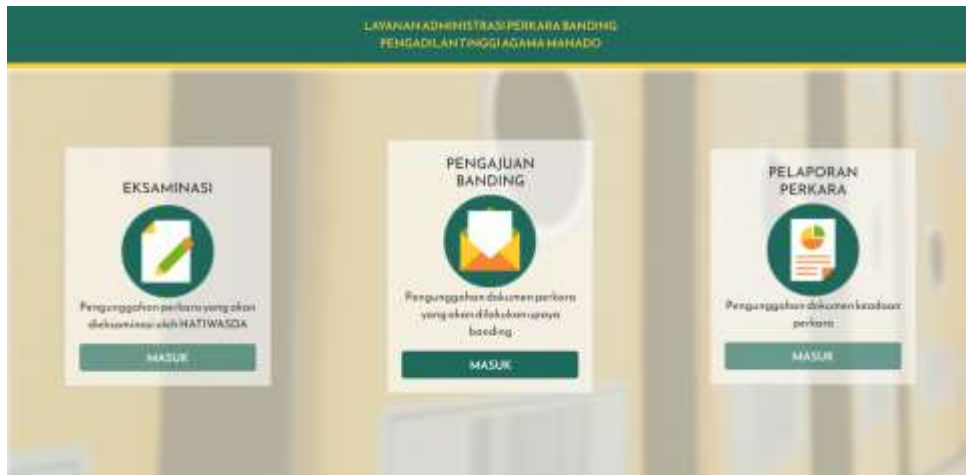 LAYANAN ADMINISTRASI PERKARA BANDING
PENGADILAN TINGGI AGAMA MANADO
EKSAMINASI
Pengunggahan perkara yang akan
dieksaminasi oleh HATIWASDA
MASUK
PENGAJUAN
BANDING
Pengunggahan dokumen perkara
yang akan dilakukan upaya
banding
MASUK
PELAPORAN
PERKARA
Pengunggahan dokumen keadaan
perkara
MASUK